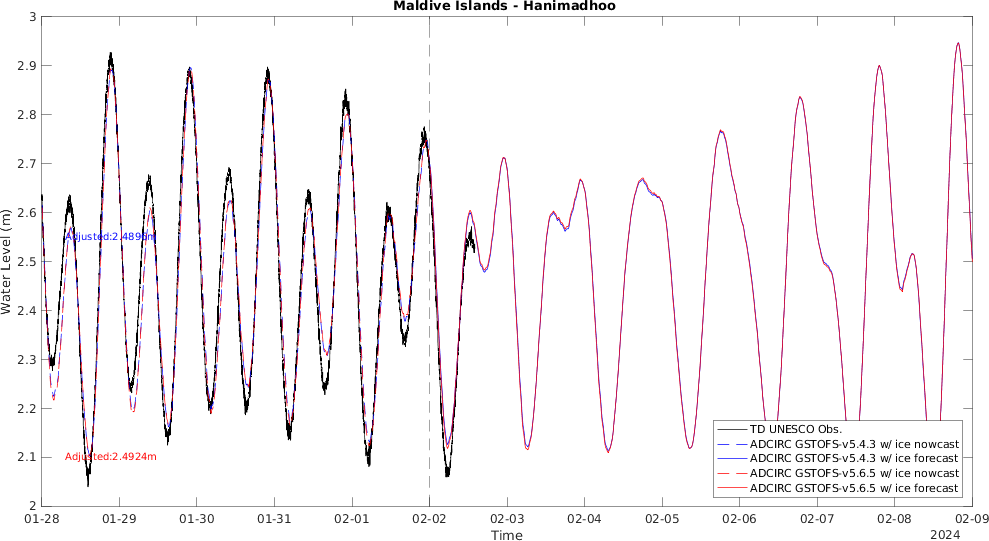 Maldive Islands - Hanimadhoo
3
2.9
2.8
2.7
2.6
2.5
2.4
2.3
2.2
2.1
2
Water Level (m)
Adjusted:2.4896m
Adjusted:2.4924m
TD UNESCO Obs.
ADCIRC GSTOFS-v5.4.3 w/ ice nowcast
ADCIRC GSTOFS-v5.4.3 w/ ice forecast
ADCIRC GSTOFS-v5.6.5 w/ ice nowcast
ADCIRC GSTOFS-v5.6.5 w/ ice forecast
01-28 01-29 01-30 01-31 02-01 02-02 02-03 02-04 02-05 02-06 02-07 02-08 02-09
Time
2024